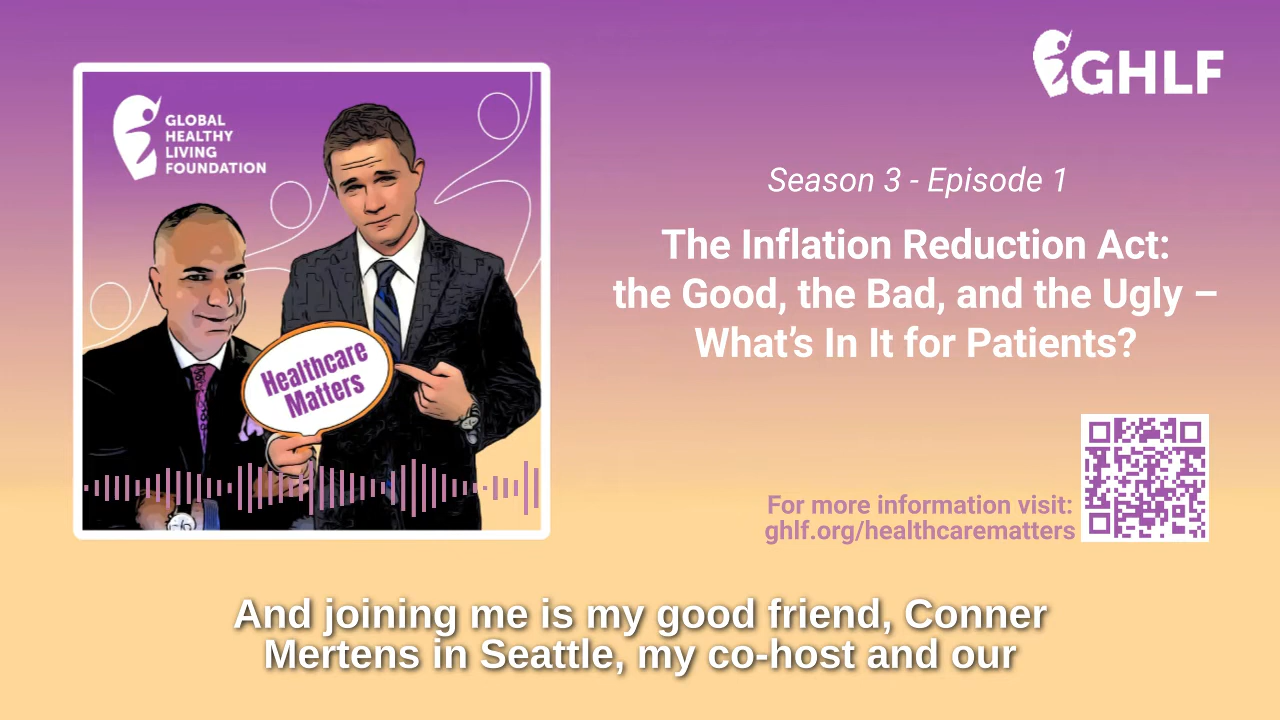 GLOBAL
HEALTHY
LIVING
FOUNDATION
Healthcare
Matters
GHLF
Season 3 - Episode 1
The Inflation Reduction Act:
the Good, the Bad, and the Ugly –
What’s In It for Patients?
For more information visit:
ghlf.org/healthcarematters
And joining me is my good friend, Conner
Mertens in Seattle, my co-host and our